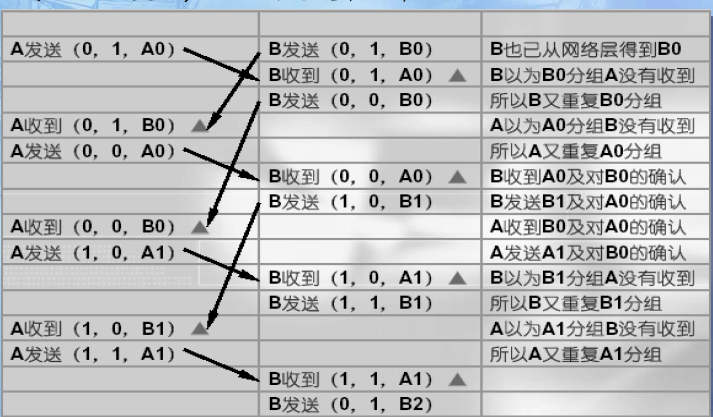 A发送（0，1，A0） B发送（0，1，B0） B也已从网络层得到B0
B收到（0，1，A0）▲ B以为B0分组A没有收到
B发送（0，0，B0） 所以B又重复B0分组
A收到（0，1，B0）▲ A以为A0分组B没有收到
A发送（0，0，A0） 所以A又重复A0分组
B收到（0，0，A0）▲ B收到A0及对B0的确认
B发送（1，0，B1） B发送B1及对A0的确认
A收到（0，0，B0）▲ A收到B0及对A0的确认
A发送（1，0，A1） A发送A1及对B0的确认
B收到（1，0，A1）▲ B以为B1分组A没有收到
B发送（1，1，B1） 所以B又重复B1分组
A收到（1，0，B1）▲ A以为A1分组B没有收到
A发送（1，1，A1） 所以A又重复A1分组
B收到（1，1，A1）▲
B发送（0，1，B2）